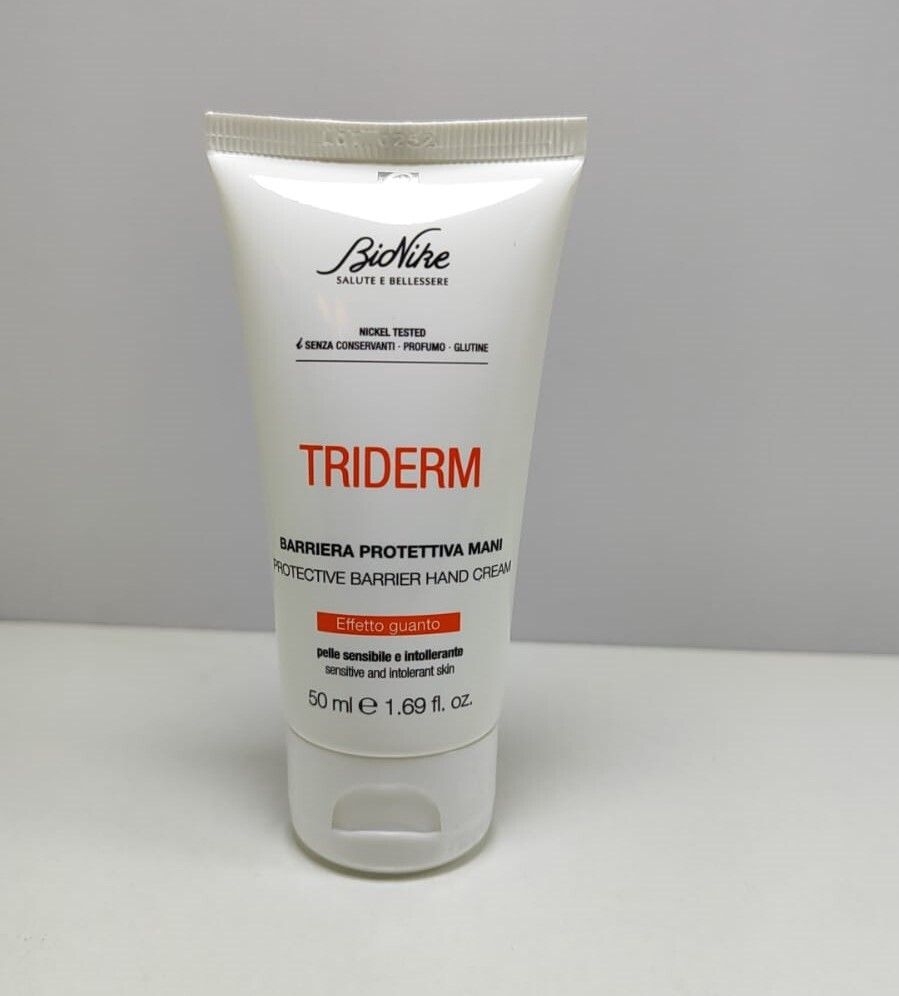 BioNike
SALUTE E BELLESSERE
NICKEL TESTED
SENZA CONSERVANTI · PROFUMO · GLUTINE
TRIDERM
BARRIERA PROTETTIVA MANI
PROTECTIVE BARRIER HAND CREAM
Effetto guanto
pelle sensibile e intollerante
sensitive and intolerant skin
50 ml ℮ 1.69 fl. oz.